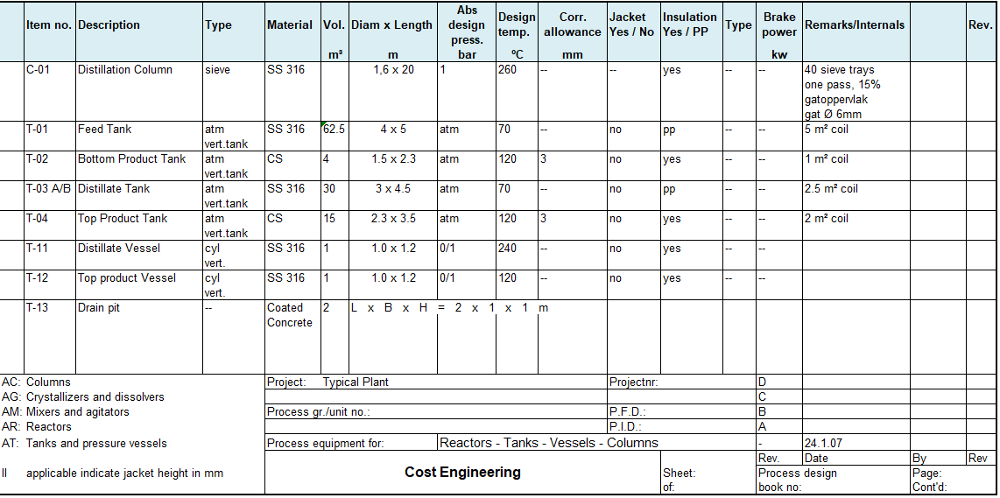 Item no. Description Type Material Vol. m³ Diam x Length m Abs design press. bar Design temp. ºC Corr. allowance mm Jacket Yes / No Insulation Yes / PP Type Brake power kw Remarks/Internals Rev.
C-01 Distillation Column sieve SS 316 1,6 x 20 1 260 -- -- yes -- -- 40 sieve trays
one pass, 15%
gatoppervlak
gat Ø 6mm
T-01 Feed Tank atm SS 316 62.5 4 x 5 atm 70 -- no pp -- -- 5 m² coil
vert.tank
T-02 Bottom Product Tank atm CS 4 1.5 x 2.3 atm 120 3 no yes -- -- 1 m² coil
vert.tank
T-03 A/B Distillate Tank atm SS 316 30 3 x 4.5 atm 70 -- no pp -- -- 2.5 m² coil
vert.tank
T-04 Top Product Tank atm CS 15 2.3 x 3.5 atm 120 3 no yes -- -- 2 m² coil
vert.tank
T-11 Distillate Vessel cyl SS 316 1 1.0 x 1.2 0/1 240 -- no yes -- --
vert.
T-12 Top product Vessel cyl SS 316 1 1.0 x 1.2 0/1 120 -- no yes -- --
vert.
T-13 Drain pit -- Coated 2 L x B x H = 2 x 1 x 1 m
Concrete
AC: Columns Project: Typical Plant Projectnr: D
AG: Crystallizers and dissolvers C
AM: Mixers and agitators Process gr./unit no.: P.F.D.: B
AR: Reactors P.I.D.: A
AT: Tanks and pressure vessels Process equipment for: Reactors - Tanks - Vessels - Columns - 24.1.07
Rev. Date By Rev
II applicable indicate jacket height in mm Cost Engineering Sheet: Process design Page:
of: book no: Cont'd: